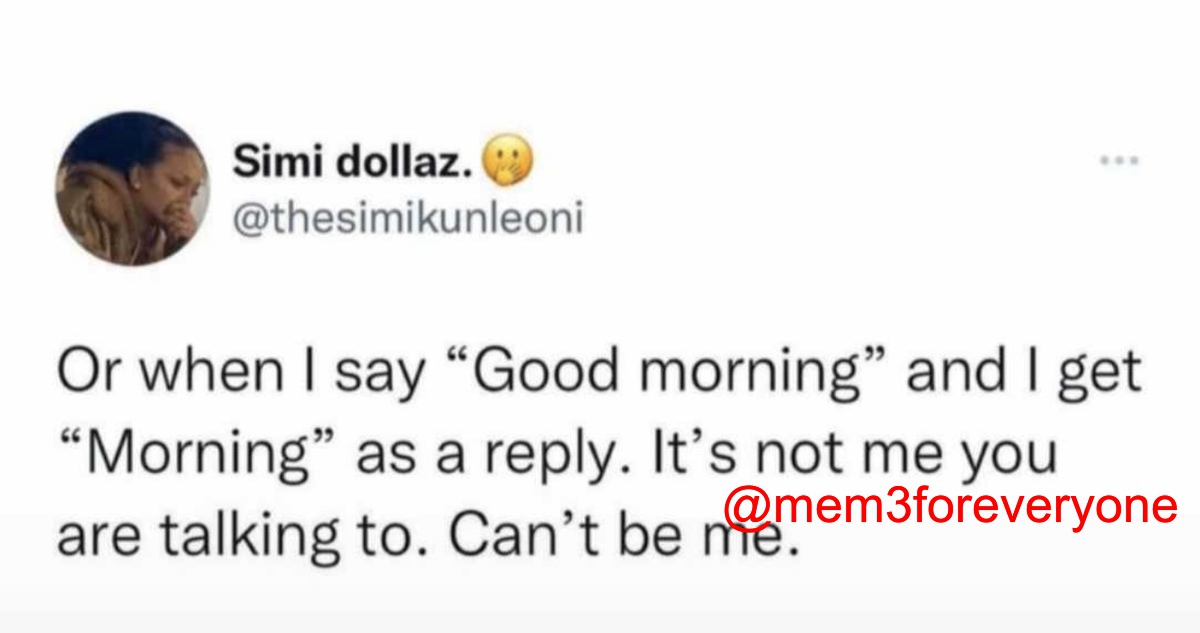 Simi dollaz. 🤭
@thesimikunleoni
Or when I say “Good morning” and I get
“Morning” as a reply. It’s not me you
are talking to. Can’t be me.
@mem3foreveryone